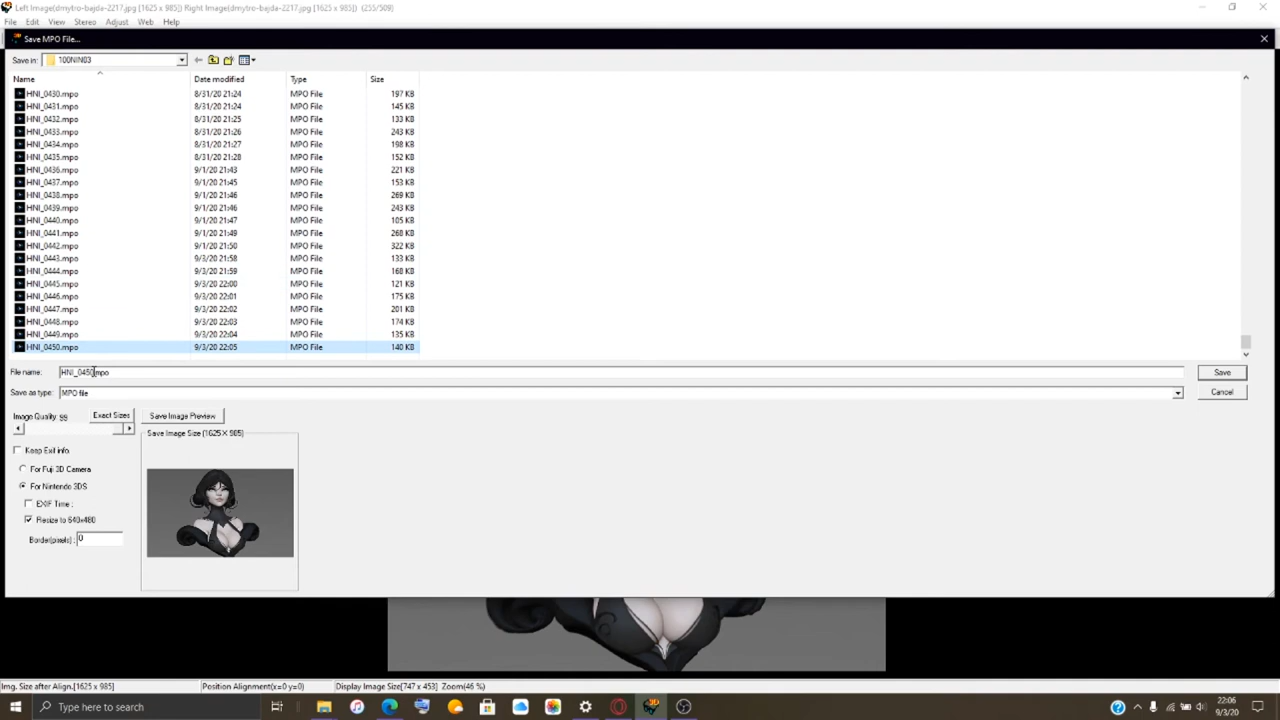 Left Image(dmytro-bajda-2217.jpg [1625 x 985]) Right Image(dmytro-bajda-2217.jpg [1625 x 985]) (255/509)
File Edit View Stereo Adjust Web Help
Save MPO File...
Save in: 100NIN03
Name Date modified Type Size
HNI_0430.mpo 8/31/20 21:24 MPO File 197 KB
HNI_0431.mpo 8/31/20 21:24 MPO File 145 KB
HNI_0432.mpo 8/31/20 21:25 MPO File 133 KB
HNI_0433.mpo 8/31/20 21:26 MPO File 243 KB
HNI_0434.mpo 8/31/20 21:27 MPO File 198 KB
HNI_0435.mpo 8/31/20 21:28 MPO File 152 KB
HNI_0436.mpo 9/1/20 21:43 MPO File 221 KB
HNI_0437.mpo 9/1/20 21:45 MPO File 153 KB
HNI_0438.mpo 9/1/20 21:46 MPO File 269 KB
HNI_0439.mpo 9/1/20 21:46 MPO File 243 KB
HNI_0440.mpo 9/1/20 21:47 MPO File 105 KB
HNI_0441.mpo 9/1/20 21:49 MPO File 268 KB
HNI_0442.mpo 9/1/20 21:50 MPO File 322 KB
HNI_0443.mpo 9/3/20 21:58 MPO File 133 KB
HNI_0444.mpo 9/3/20 21:59 MPO File 168 KB
HNI_0445.mpo 9/3/20 22:00 MPO File 121 KB
HNI_0446.mpo 9/3/20 22:01 MPO File 175 KB
HNI_0447.mpo 9/3/20 22:02 MPO File 201 KB
HNI_0448.mpo 9/3/20 22:03 MPO File 174 KB
HNI_0449.mpo 9/3/20 22:04 MPO File 135 KB
HNI_0450.mpo 9/3/20 22:05 MPO File 140 KB
File name: HNI_0450.mpo Save
Save as type: MPO file Cancel
Image Quality: 99 Exact Sizes Save Image Preview
Save Image Size (1625X985)
Keep Exif info.
For Fuji 3D Camera
For Nintendo 3DS
EXIF Time :
Resize to 640x480
Border(pixels) : 0
Img. Size after Align.[1625 x 985] Position Alignment(x=0 y=0) Display Image Size[747 x 453] Zoom(46 %)
Type here to search
22:06
9/3/20